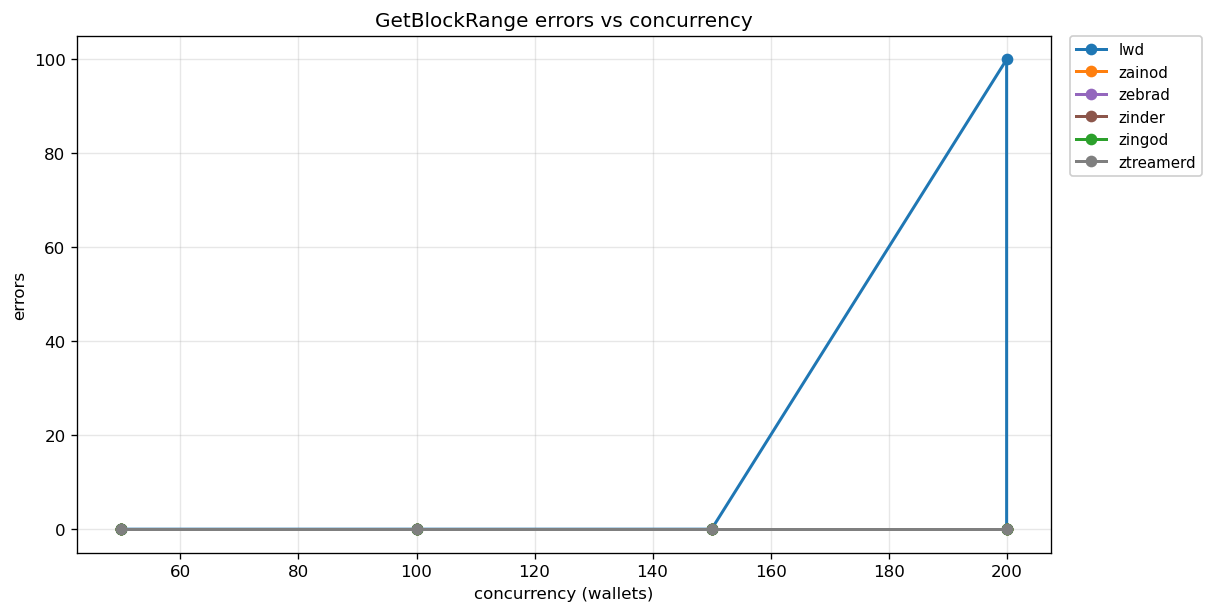 GetBlockRange errors vs concurrency
lwd
zainod
zebrad
zinder
zingod
ztreamerd
100
80
60
40
20
0
errors
60 80 100 120 140 160 180 200
concurrency (wallets)